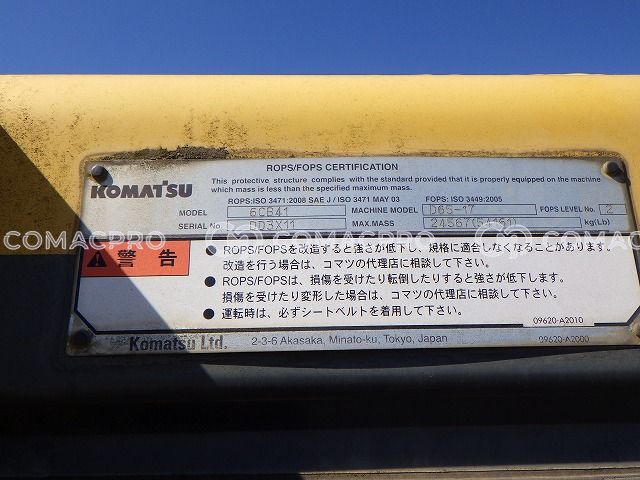 ROPS/FOPS CERTIFICATION
KOMATSU
This protective structure complies with the standard provided that it is properly equipped on the machine
which mass is less than the specified maximum mass.
ROPS:ISO 3471:2008 SAE J / ISO 3471 MAY 03 FOPS: ISO 3449:2005
MODEL 6CB41 MACHINE MODEL D65-17 FOPS LEVEL No. 2
SERIAL No. DD3X11 MAX.MASS kg(Lb)
COMACPRO COMACPRO COMACPRO
警告
● ROPS/FOPSを改造すると強さが低下し、規格に適合しなくなることがあります。
改造を行う場合は、コマツの代理店に相談して下さい。
● ROPS/FOPSは、損傷を受けたり転倒したりすると強さが低下します。
損傷を受けたり変形した場合は、コマツの代理店に相談して下さい。
● 運転時は、必ずシートベルトを着用して下さい。
09620-A2010
Komatsu Ltd. 2-3-6 Akasaka, Minato-ku, Tokyo, Japan 09620-A2000